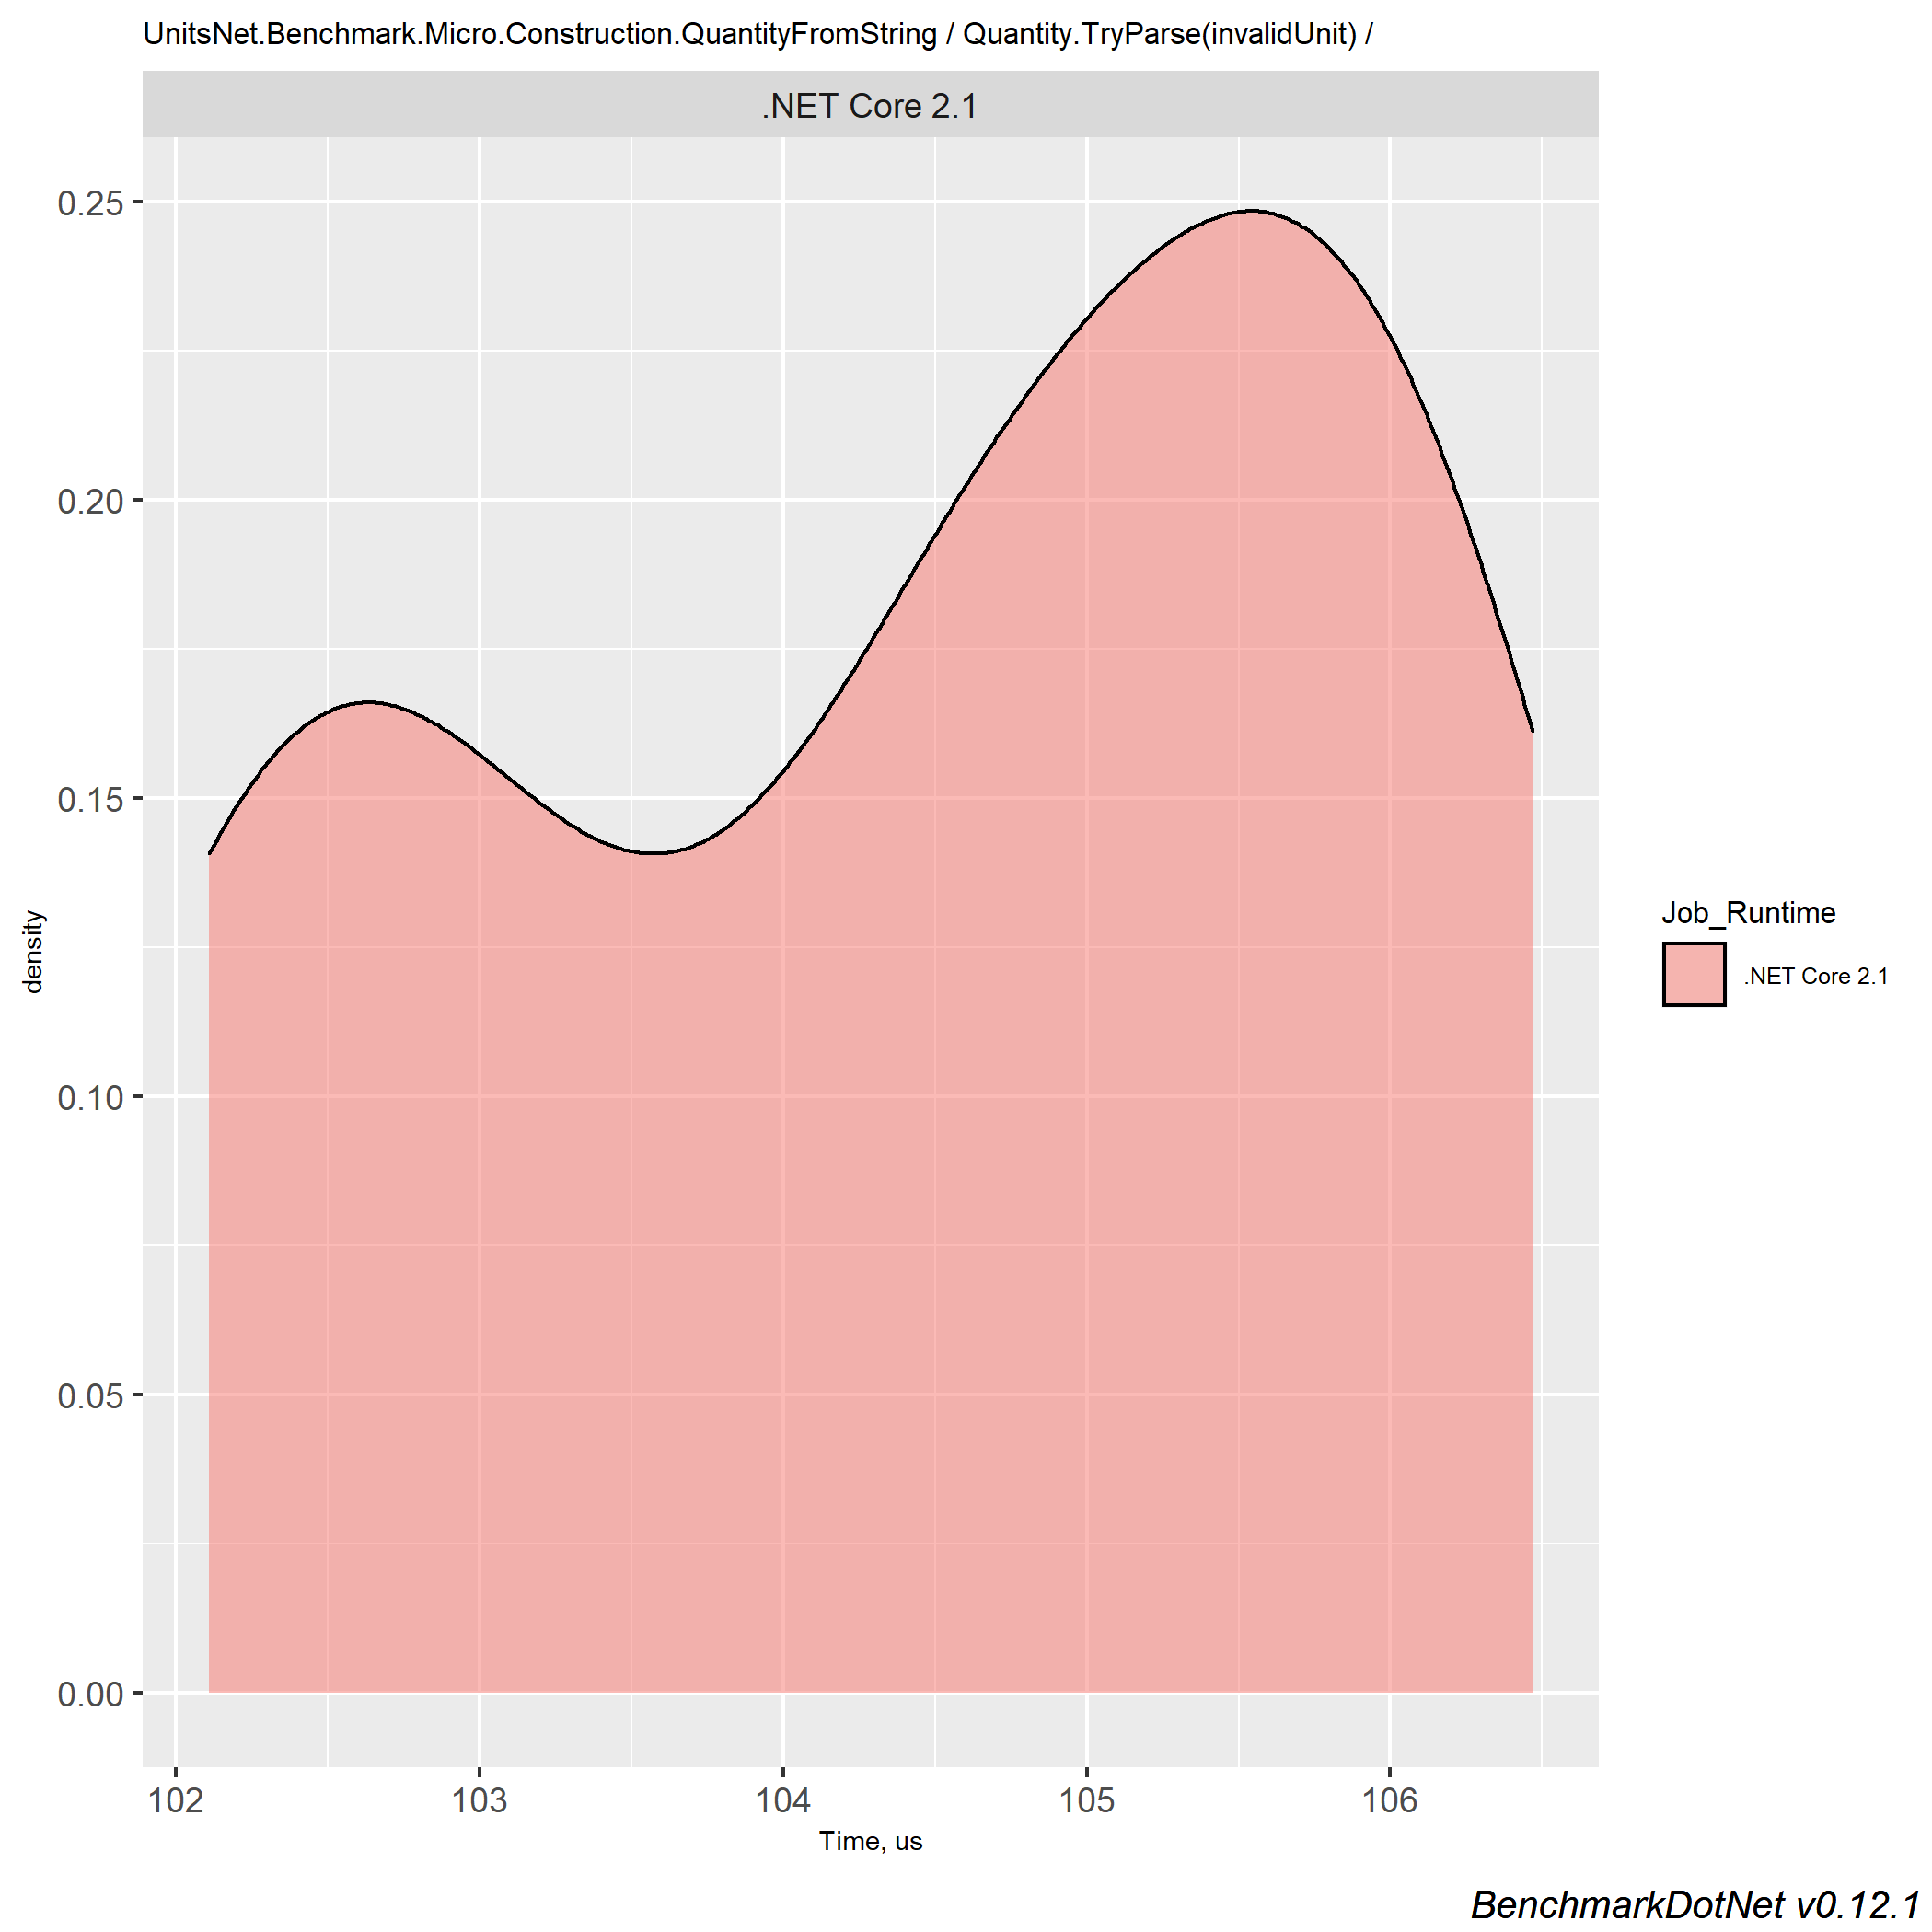 UnitsNet.Benchmark.Micro.Construction.QuantityFromString / Quantity.TryParse(invalidUnit) /
.NET Core 2.1
0.25
0.20
0.15
0.10
0.05
0.00
density
102 103 104 105 106
Time, us
Job_Runtime
.NET Core 2.1
BenchmarkDotNet v0.12.1